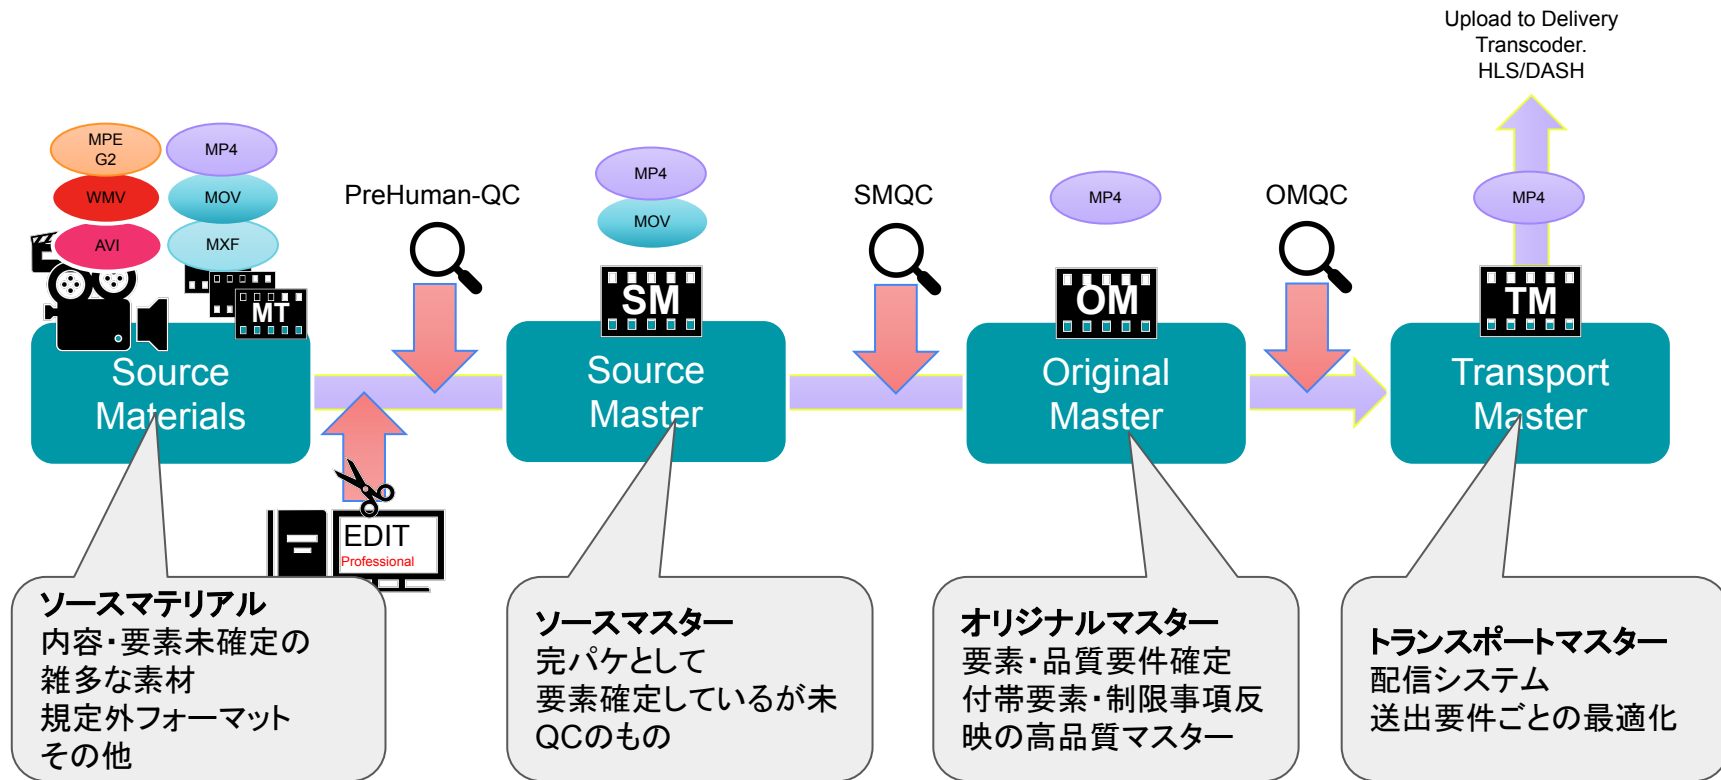 Upload to Delivery
Transcoder.
HLS/DASH
MPE
G2
MP4
WMV
MOV
AVI
MXF
MT
Source
Materials
PreHuman-QC
EDIT
Professional
MP4
MOV
SM
Source
Master
SMQC
MP4
OM
Original
Master
OMQC
MP4
TM
Transport
Master
ソースマテリアル
内容・要素未確定の
雑多な素材
規定外フォーマット
その他
ソースマスター
完パケとして
要素確定しているが未
QCのもの
オリジナルマスター
要素・品質要件確定
付帯要素・制限事項反
映の高品質マスター
トランスポートマスター
配信システム
送出要件ごとの最適化